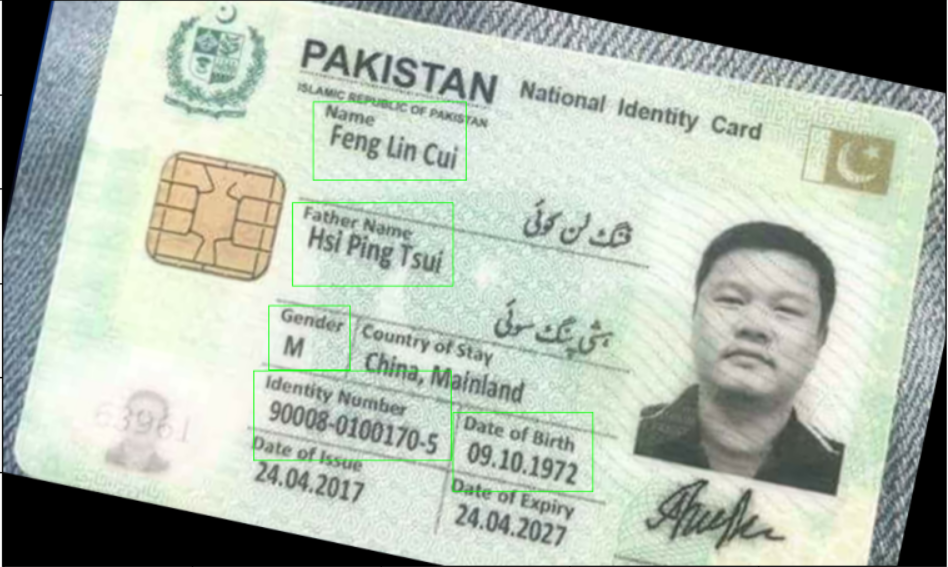 PAKISTAN National Identity Card
ISLAMIC REPUBLIC OF PAKISTAN
Name
Feng Lin Cui
فنگ لن کوئی
Father Name
Hsi Ping Tsui
ہشی پنگ سوئی
Gender
M
Country of Stay
China, Mainland
Identity Number
90008-0100170-5
Date of Birth
09.10.1972
Date of Issue
24.04.2017
Date of Expiry
24.04.2027
63961